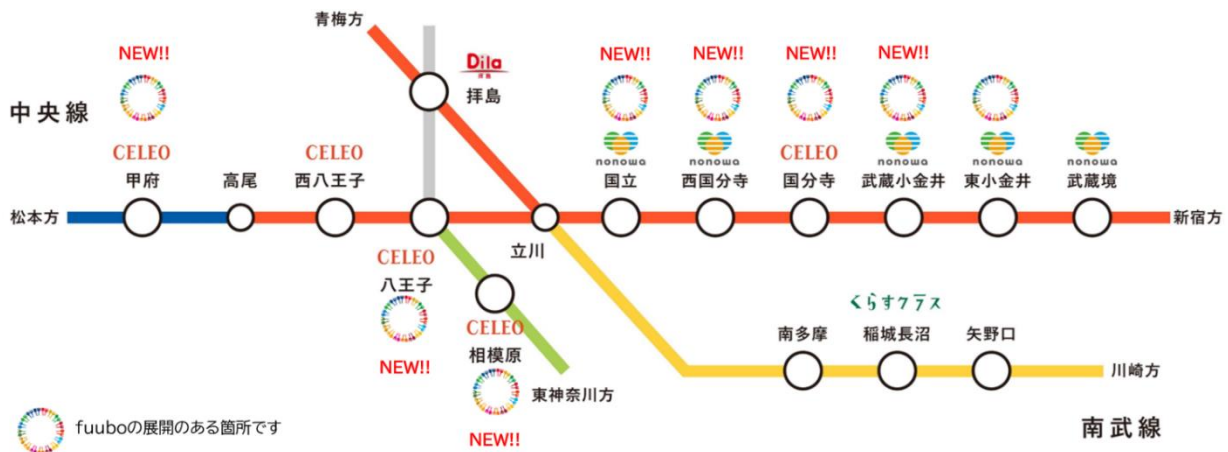 青梅方
NEW!!
NEW!!
NEW!!
NEW!!
NEW!!
Dila
拝島
拝島
中央線
CELEO
CELEO
nonowa
nonowa
CELEO
nonowa
nonowa
nonowa
甲府
高尾
西八王子
国立
西国分寺
国分寺
武蔵小金井
東小金井
武蔵境
松本方
新宿方
立川
CELEO
八王子
NEW!!
CELEO
相模原
NEW!!
東神奈川方
くらすクラス
南多摩
稲城長沼
矢野口
川崎方
南武線
fuuboの展開のある箇所です